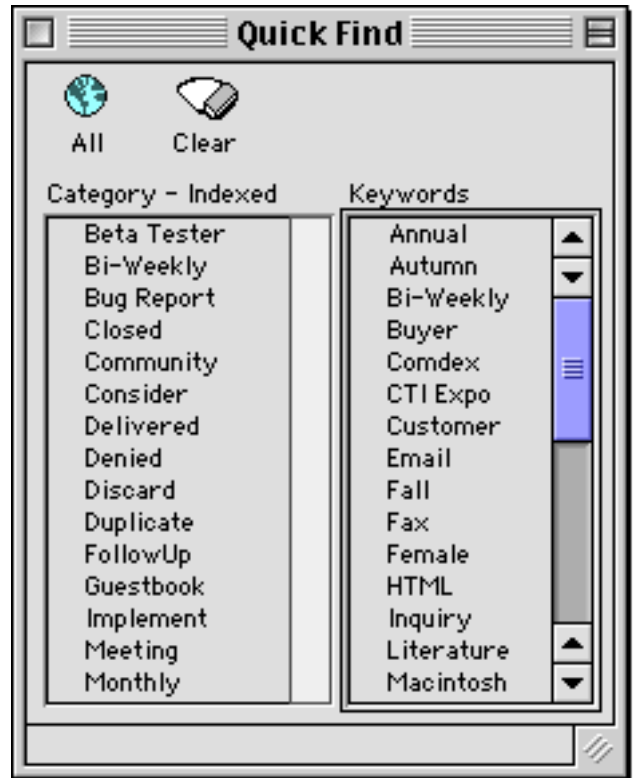 Quick Find
All Clear
Category - Indexed
Beta Tester
Bi-Weekly
Bug Report
Closed
Community
Consider
Delivered
Denied
Discard
Duplicate
FollowUp
Guestbook
Implement
Meeting
Monthly
Keywords
Annual
Autumn
Bi-Weekly
Buyer
Comdex
CTI Expo
Customer
Email
Fall
Fax
Female
HTML
Inquiry
Literature
Macintosh